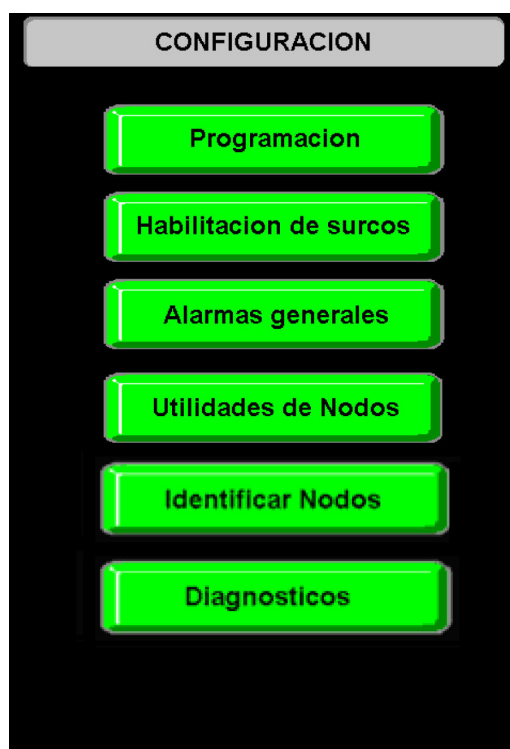 CONFIGURACION
Programacion
Habilitacion de surcos
Alarmas generales
Utilidades de Nodos
Identificar Nodos
Diagnosticos